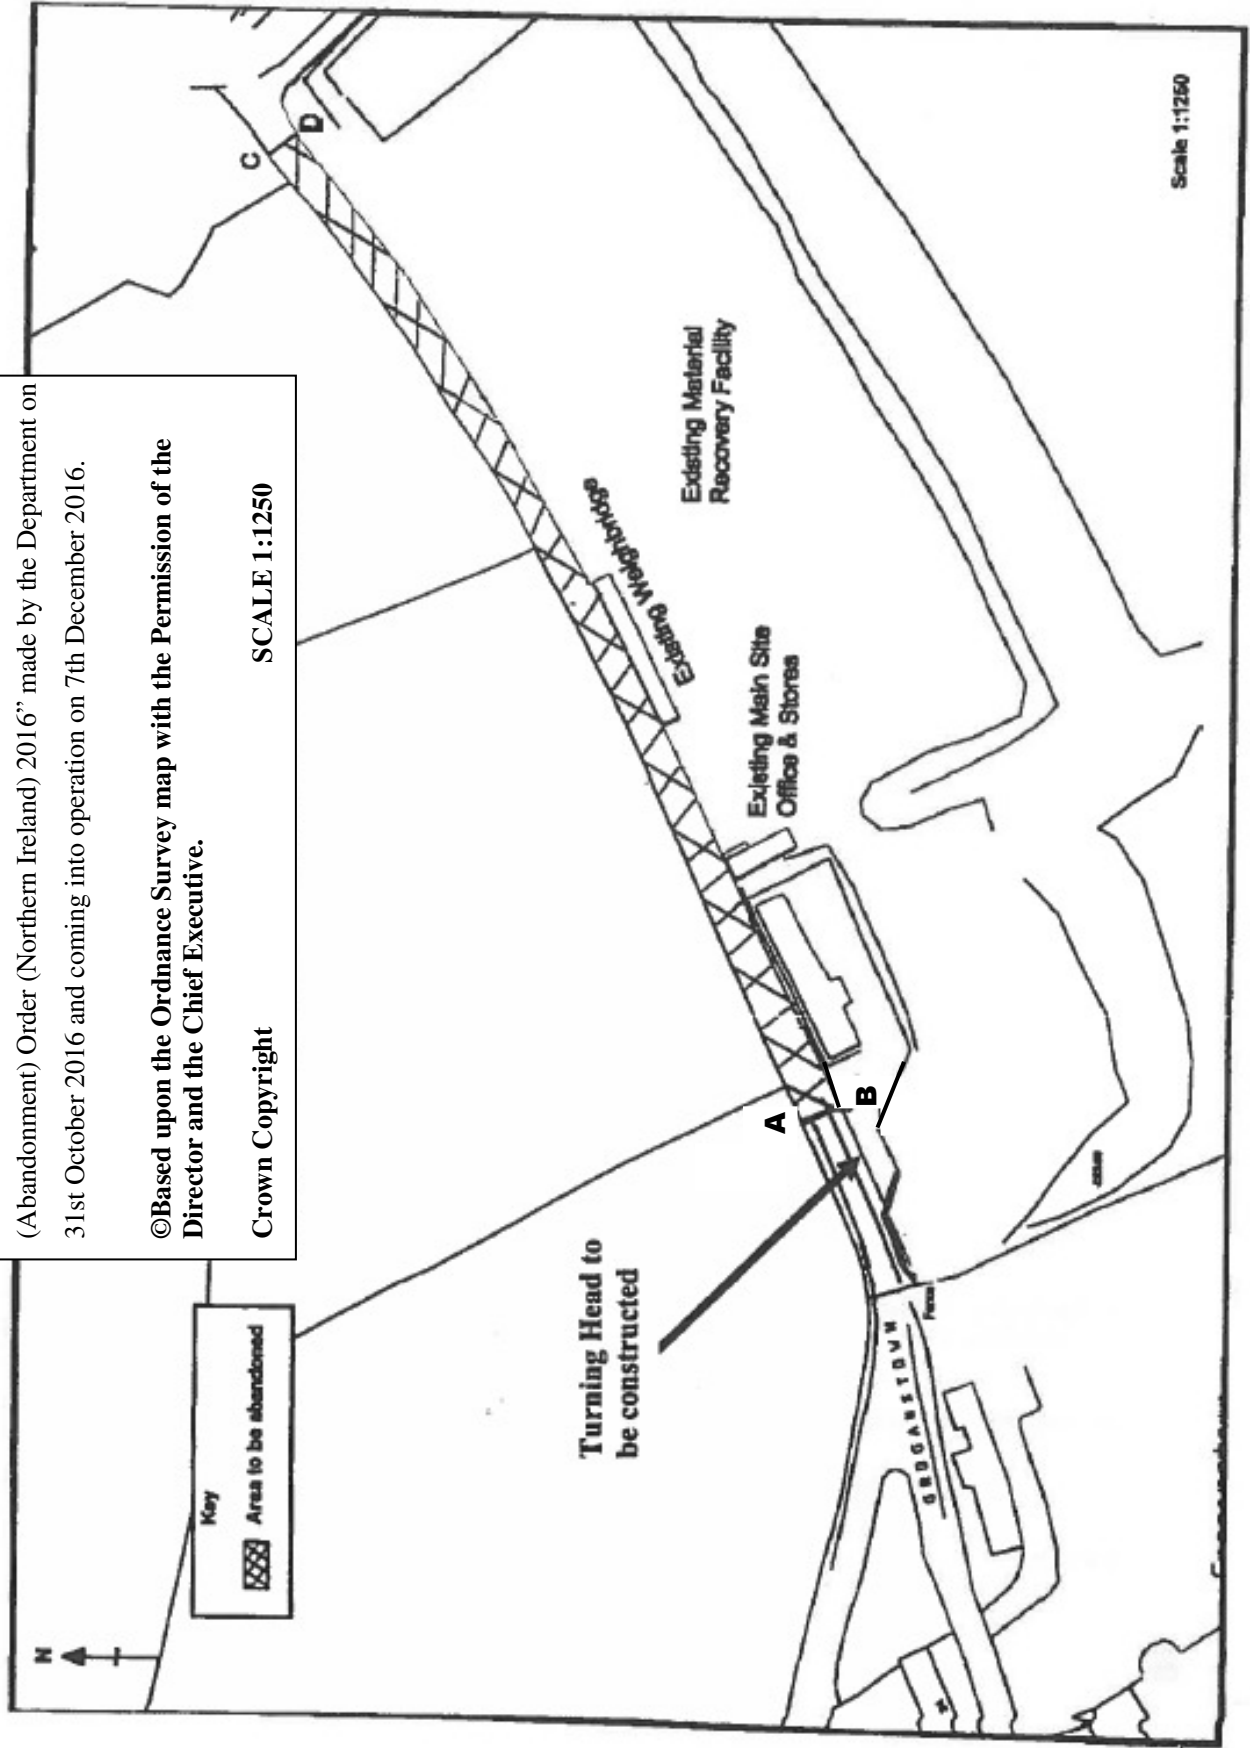 (Abandonment) Order (Northern Ireland) 2016” made by the Department on
31st October 2016 and coming into operation on 7th December 2016.
©Based upon the Ordnance Survey map with the Permission of the
Director and the Chief Executive.
Crown Copyright SCALE 1:1250
N
Key
Area to be abandoned
C
D
Existing Weighbridge
Existing Material
Recovery Facility
Existing Main Site
Office & Stores
A
B
Turning Head to
be constructed
GROGANSTOWN
Scale 1:1250